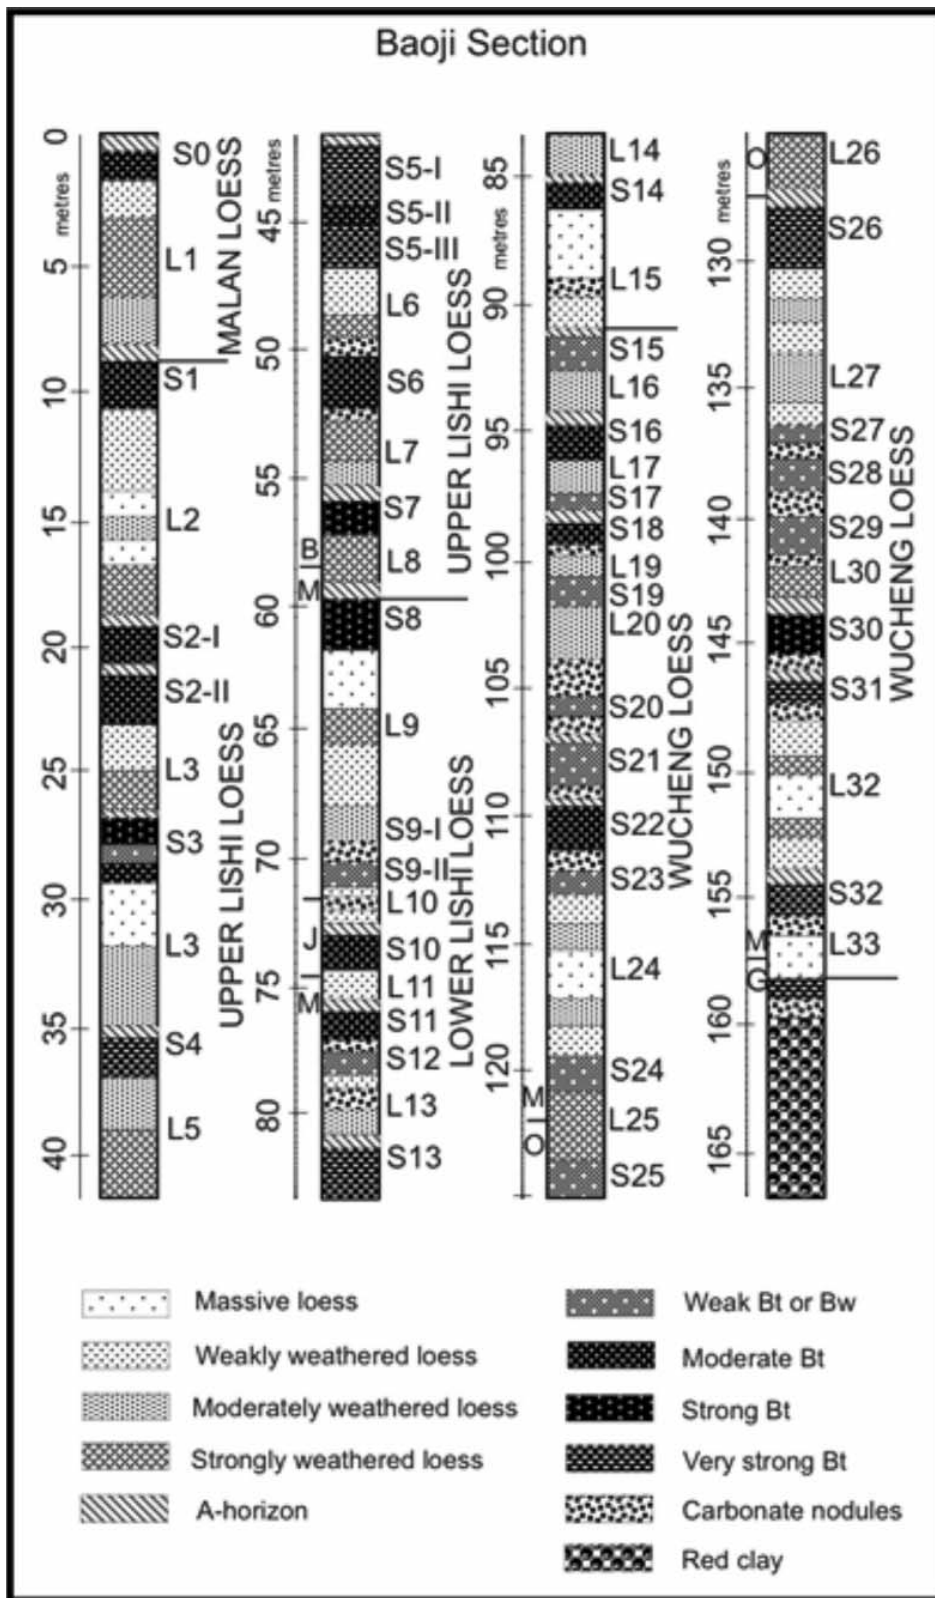 Baoji Section
0
metres
5
10
15
20
25
30
35
40
S0
L1
S1
L2
S2-I
S2-II
L3
S3
L3
S4
L5
MALAN LOESS
UPPER LISHI LOESS
metres
45
50
55
60
65
70
75
80
B
M
J
M
S5-I
S5-II
S5-III
L6
S6
L7
S7
L8
S8
L9
S9-I
S9-II
L10
S10
L11
S11
S12
L13
S13
UPPER LISHI LOESS
LOWER LISHI LOESS
85
metres
90
95
100
105
110
115
120
M
O
L14
S14
L15
S15
L16
S16
L17
S17
S18
L19
S19
L20
S20
S21
S22
S23
L24
S24
L25
S25
WUCHENG LOESS
O
metres
130
135
140
145
150
155
160
165
M
G
L26
S26
L27
S27
S28
S29
L30
S30
S31
L32
S32
L33
WUCHENG LOESS
Massive loess
Weakly weathered loess
Moderately weathered loess
Strongly weathered loess
A-horizon
Weak Bt or Bw
Moderate Bt
Strong Bt
Very strong Bt
Carbonate nodules
Red clay